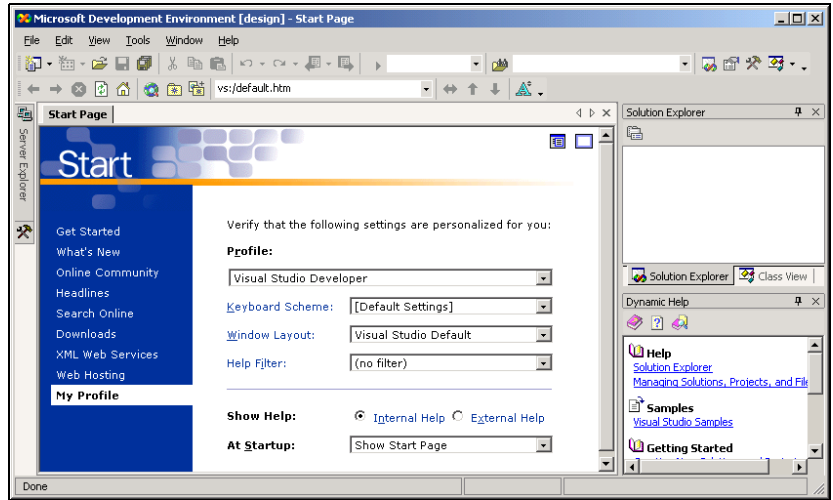 Microsoft Development Environment [design] - Start Page
File Edit View Tools Window Help
vs:/default.htm
Start Page
Solution Explorer
Server Explorer
Start
Get Started
What's New
Online Community
Headlines
Search Online
Downloads
XML Web Services
Web Hosting
My Profile
Verify that the following settings are personalized for you:
Profile:
Visual Studio Developer
Keyboard Scheme: [Default Settings]
Window Layout: Visual Studio Default
Help Filter: (no filter)
Show Help: Internal Help External Help
At Startup: Show Start Page
Solution Explorer Class View
Dynamic Help
Help
Solution Explorer
Managing Solutions, Projects, and File
Samples
Visual Studio Samples
Getting Started
Done